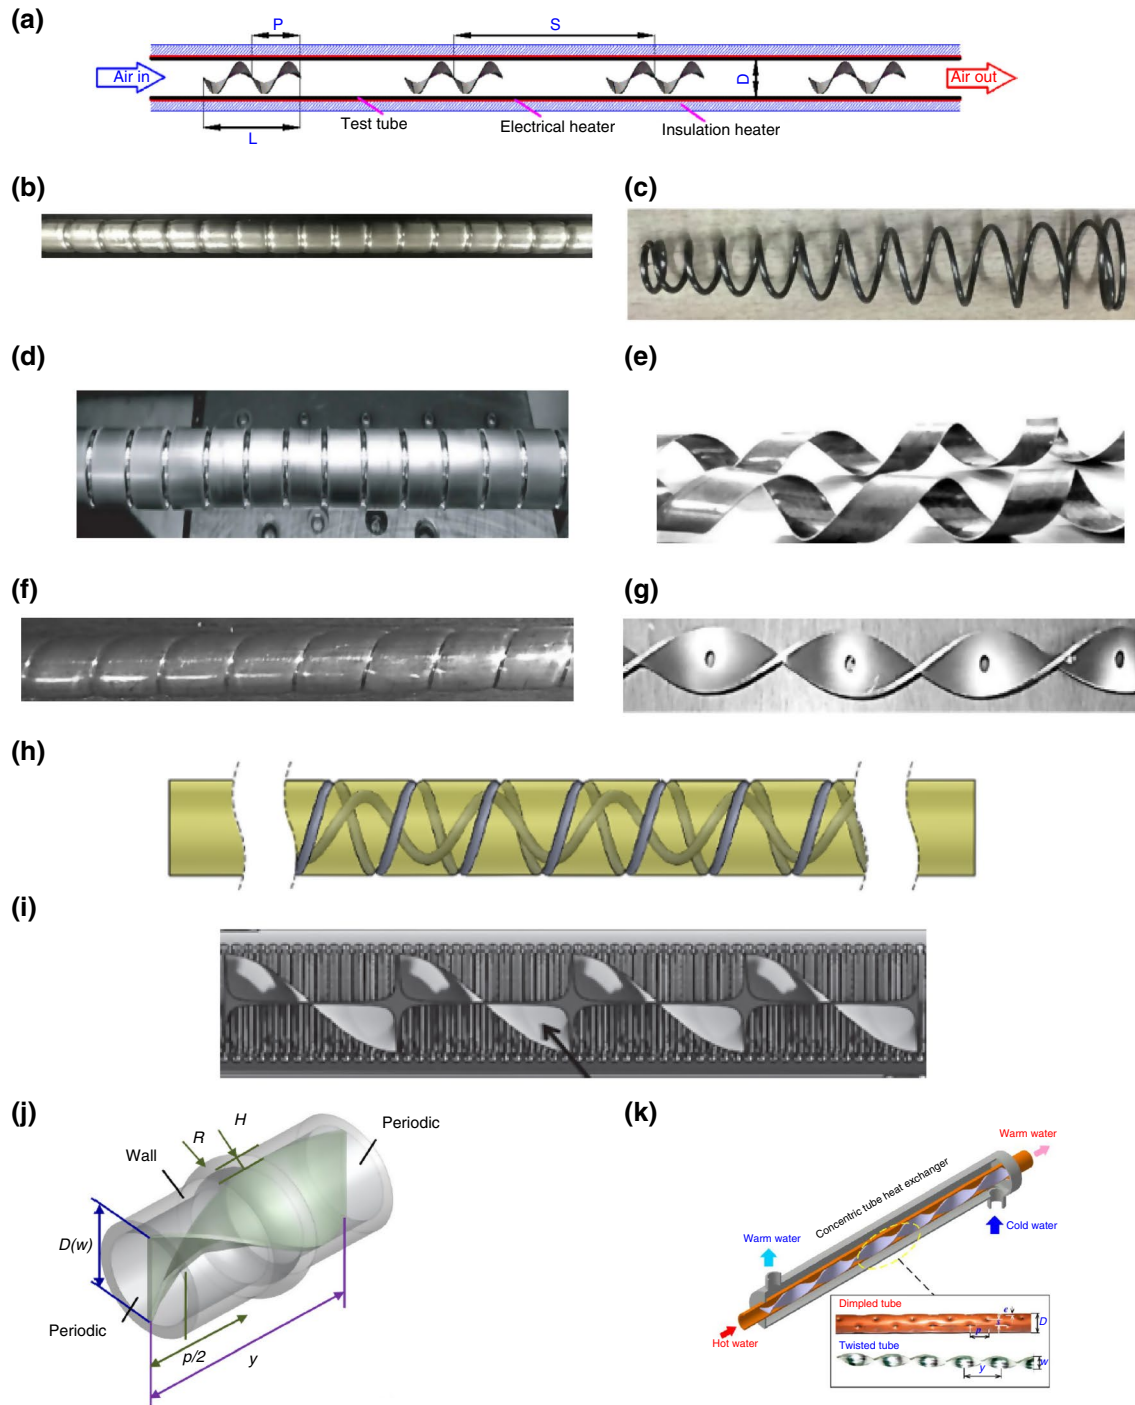 (a)
P
S
Air in
D
Air out
Test tube
Electrical heater
Insulation heater
L
(b)
(c)
(d)
(e)
(f)
(g)
(h)
(i)
(j)
(k)
H
R
Periodic
Wall
D(w)
Periodic
p/2
y
Warm water
Concentric tube heat exchanger
Warm water
Cold water
Hot water
Dimpled tube
e
D
p
Twisted tube
y
w